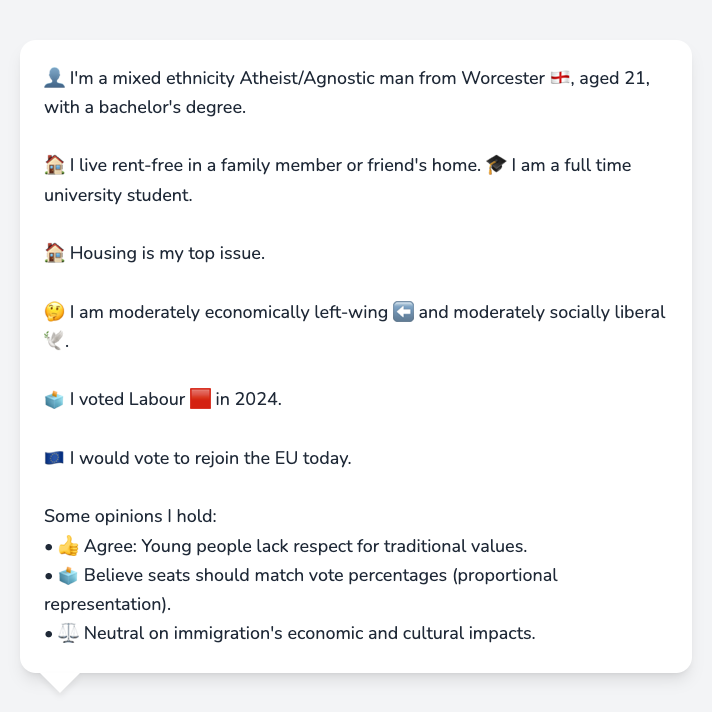 👤 I'm a mixed ethnicity Atheist/Agnostic man from Worcester 🏴󠁧󠁢󠁥󠁮󠁧󠁿, aged 21,
with a bachelor's degree.
🏠 I live rent-free in a family member or friend's home. 🎓 I am a full time
university student.
🏠 Housing is my top issue.
🤔 I am moderately economically left-wing ⬅️ and moderately socially liberal
🕊️.
🗳️ I voted Labour 🟥 in 2024.
🇪🇺 I would vote to rejoin the EU today.
Some opinions I hold:
• 👍 Agree: Young people lack respect for traditional values.
• 🗳️ Believe seats should match vote percentages (proportional
representation).
• ⚖️ Neutral on immigration's economic and cultural impacts.